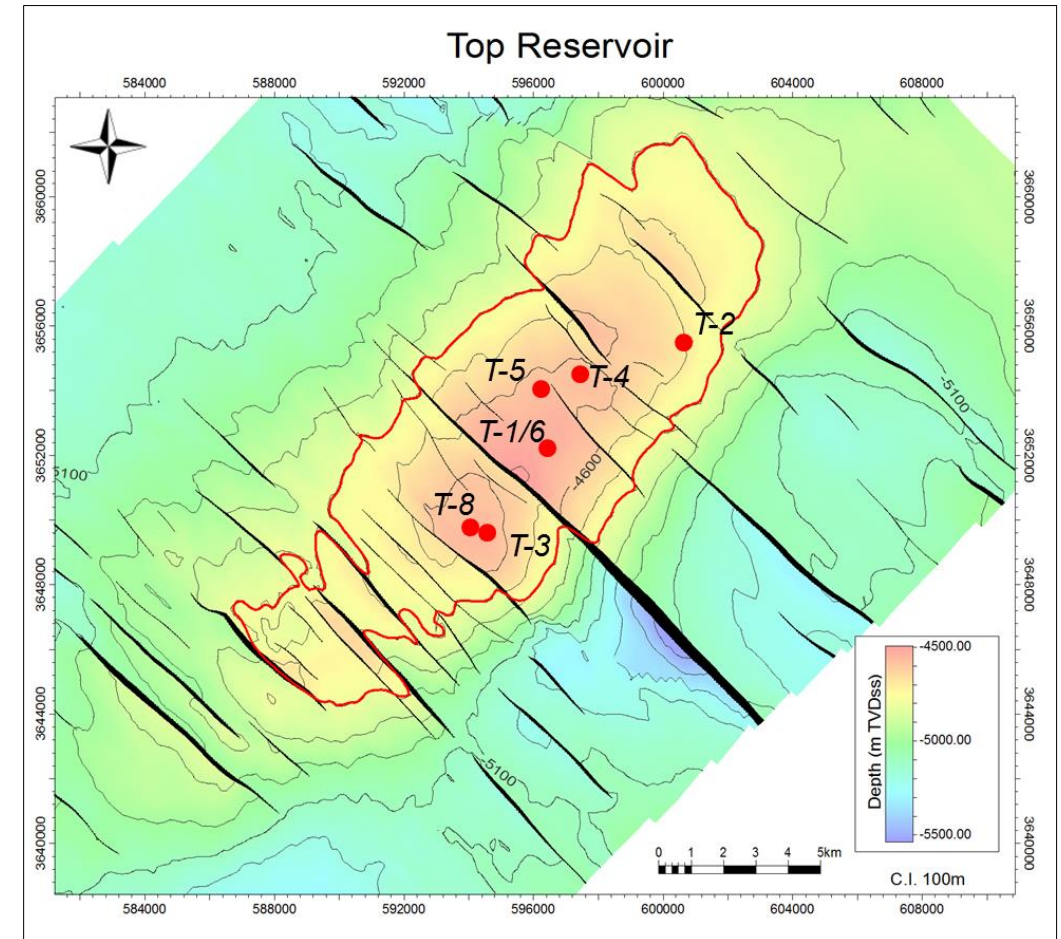 Top Reservoir
584000 588000 592000 596000 600000 604000 608000
3660000 3660000
3656000 3656000
T-2
T-5
T-4
-5100
T-1/6
3652000 3652000
5100
-4600
T-8
T-3
3648000 3648000
-4500.00
3644000 3644000
-5000.00
Depth (m TVDss)
-5100
-5500.00
3640000 3640000
0 1 2 3 4 5km
C.I. 100m
584000 588000 592000 596000 600000 604000 608000